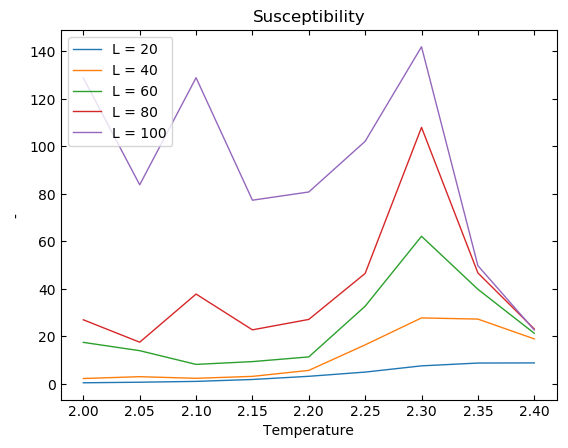 Susceptibility
L = 20
L = 40
L = 60
L = 80
L = 100
140
120
100
80
60
40
20
0
-
2.00 2.05 2.10 2.15 2.20 2.25 2.30 2.35 2.40
Temperature